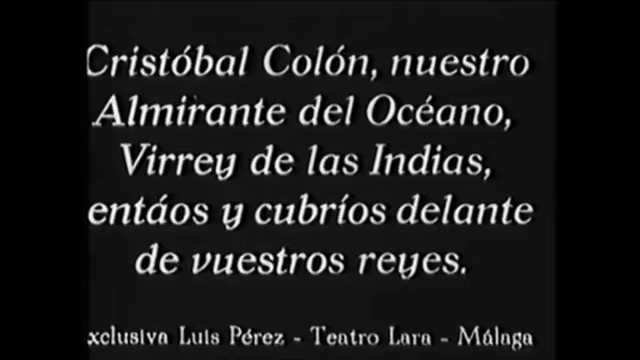 Cristóbal Colón, nuestro
Almirante del Océano,
Virrey de las Indias,
entáos y cubríos delante
de vuestros reyes.
xclusiva Luis Pérez - Teatro Lara - Málaga